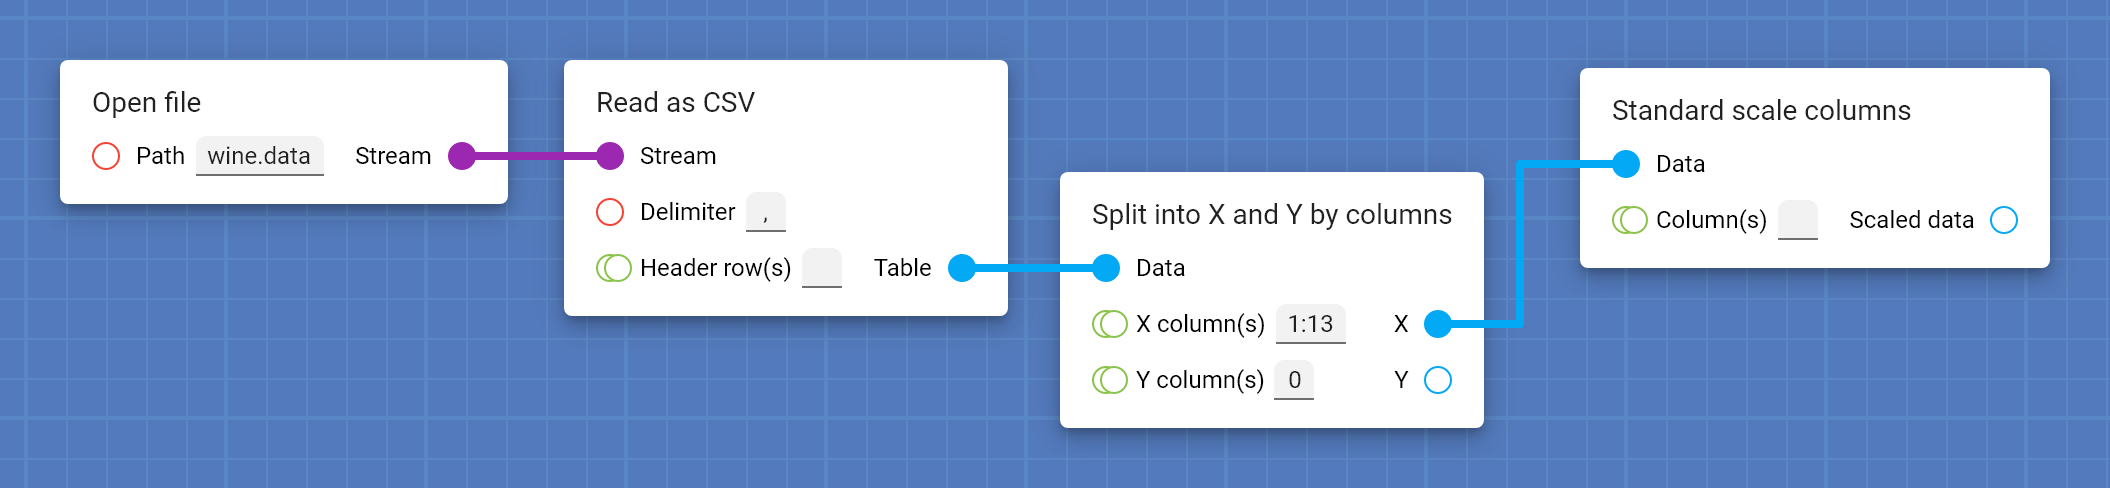 Open file
Path wine.data Stream
Read as CSV
Stream
Delimiter ,
Header row(s) Table
Split into X and Y by columns
Data
X column(s) 1:13 X
Y column(s) 0 Y
Standard scale columns
Data
Column(s) Scaled data